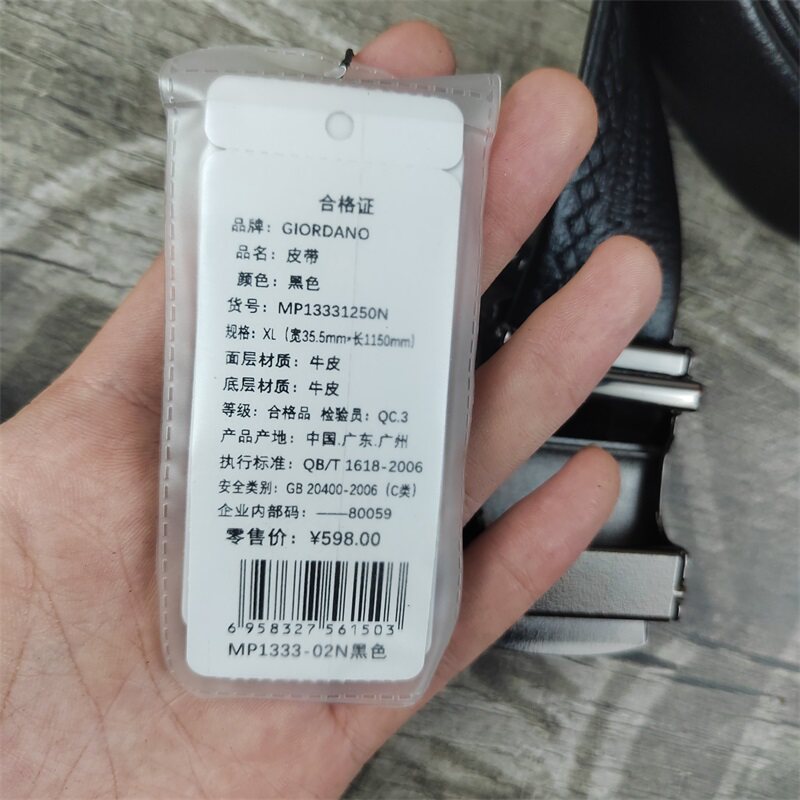 合格证
品牌：GIORDANO
品名：皮带
颜色：黑色
货号：MP13331250N
规格：XL（宽35.5mm*长1150mm）
面层材质：牛皮
底层材质：牛皮
等级：合格品 检验员：QC.3
产品产地：中国.广东.广州
执行标准：QB/T 1618-2006
安全类别：GB 20400-2006（C类）
企业内部码：——80059
零售价：¥598.00
6 958327 561503
MP1333-02N黑色